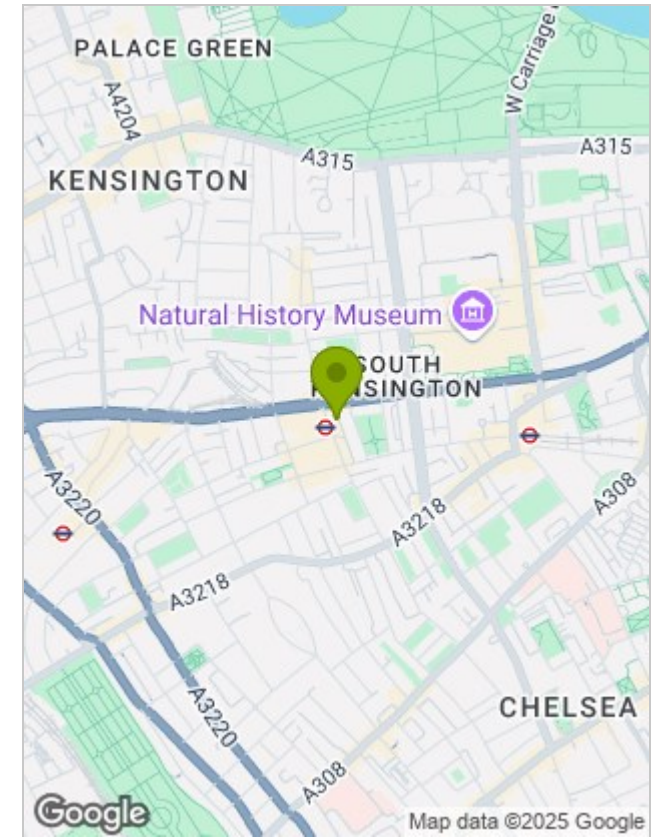 PALACE GREEN
W Carriage
A4204
A315
A315
KENSINGTON
Natural History Museum
SOUTH
SINGTON
A3220
A308
A3218
A3218
CHELSEA
A3220
A308
Google
Map data ©2025 Google